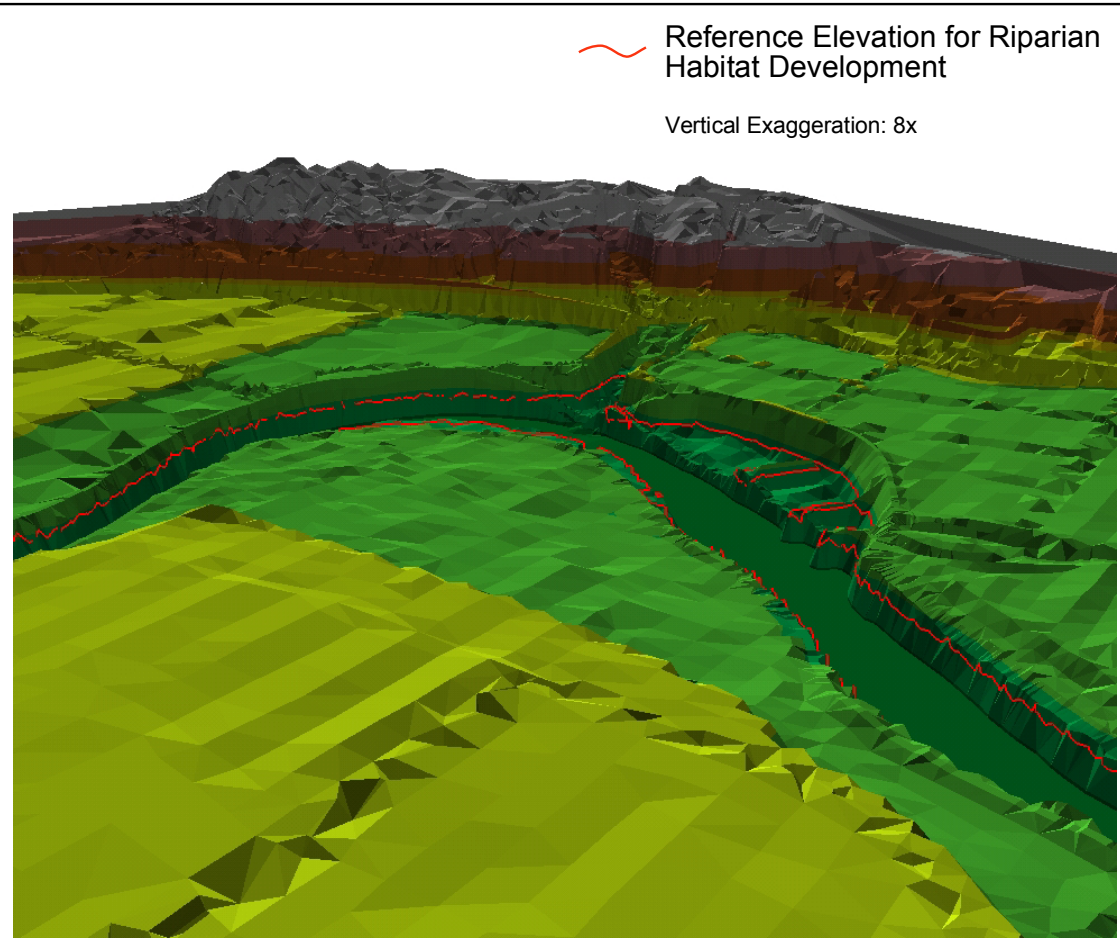 Reference Elevation for Riparian
Habitat Development
Vertical Exaggeration: 8x